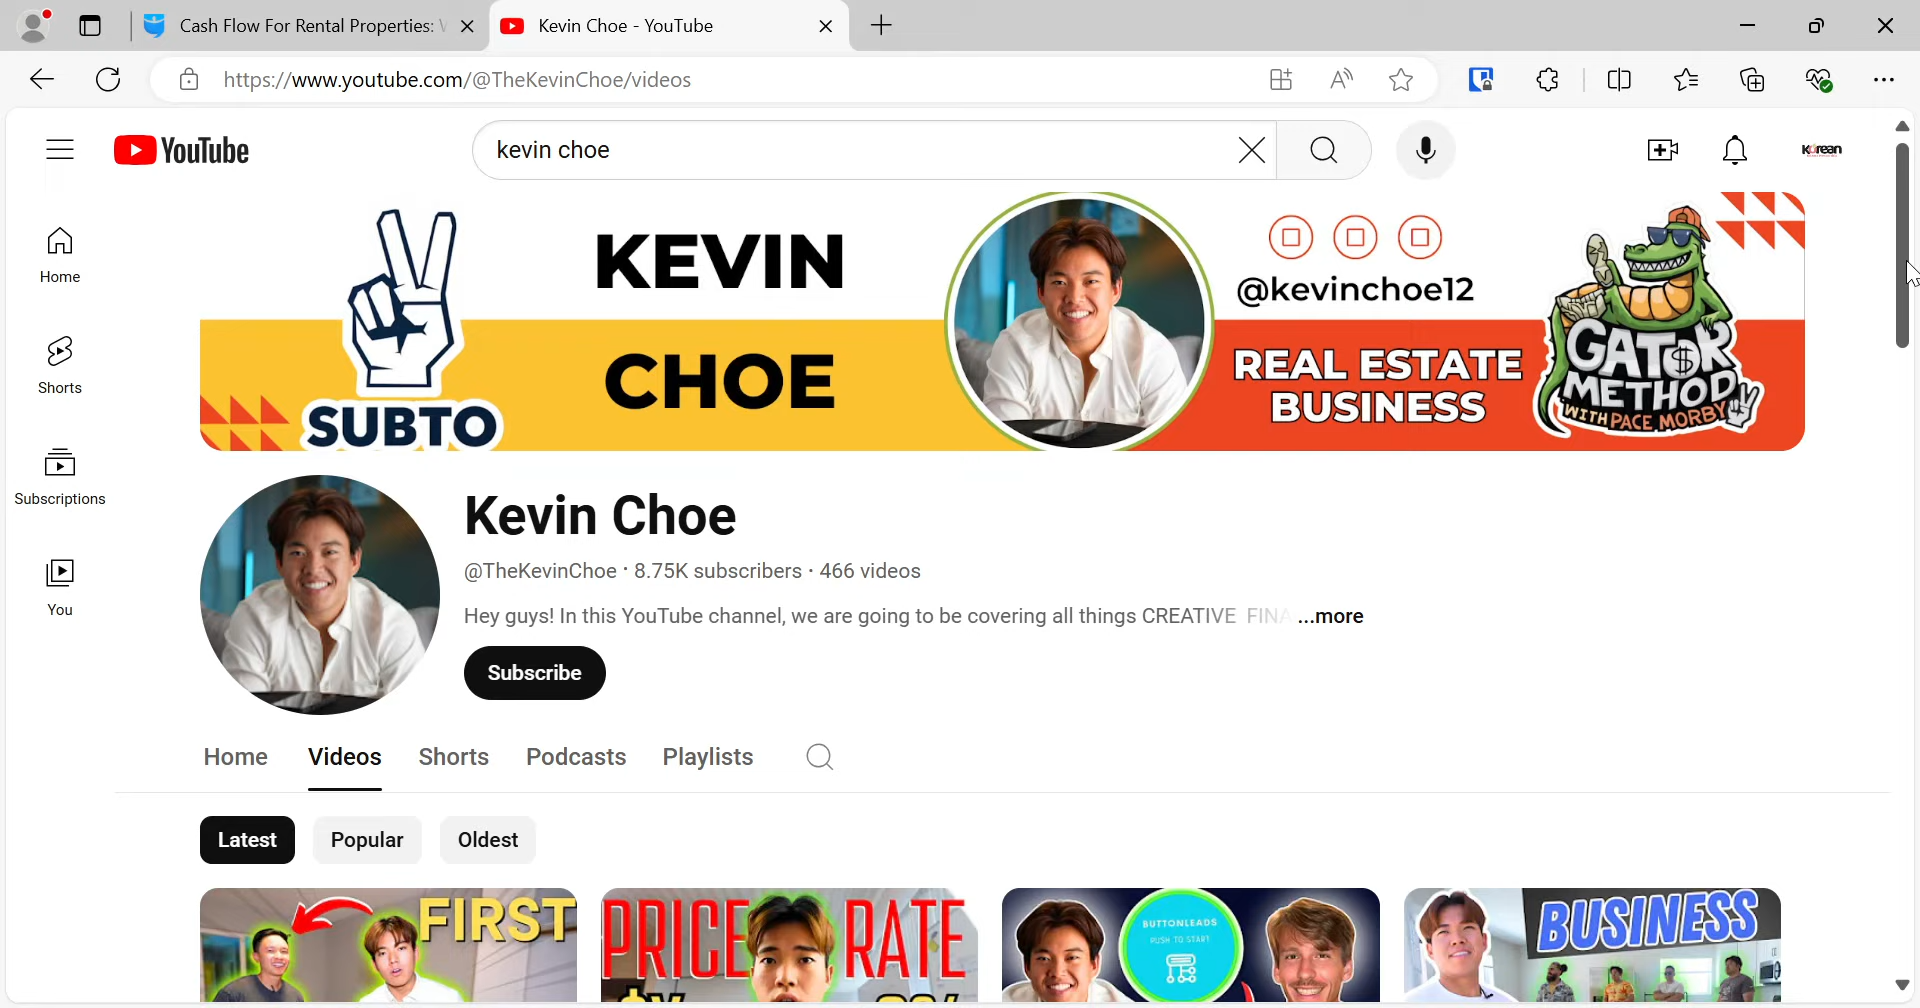 Cash Flow For Rental Properties:
Kevin Choe - YouTube
https://www.youtube.com/@TheKevinChoe/videos
YouTube
kevin choe
Korean
Home
Shorts
Subscriptions
You
SUBTO
KEVIN
CHOE
@kevinchoe12
REAL ESTATE
BUSINESS
GATOR
METHOD
WITH PACE MORBY
Kevin Choe
@TheKevinChoe · 8.75K subscribers · 466 videos
Hey guys! In this YouTube channel, we are going to be covering all things CREATIVE FINA ...more
Subscribe
Home Videos Shorts Podcasts Playlists
Latest Popular Oldest
FIRST
PRICE RATE
BUTTONLEADS
PUSH TO START
BUSINESS